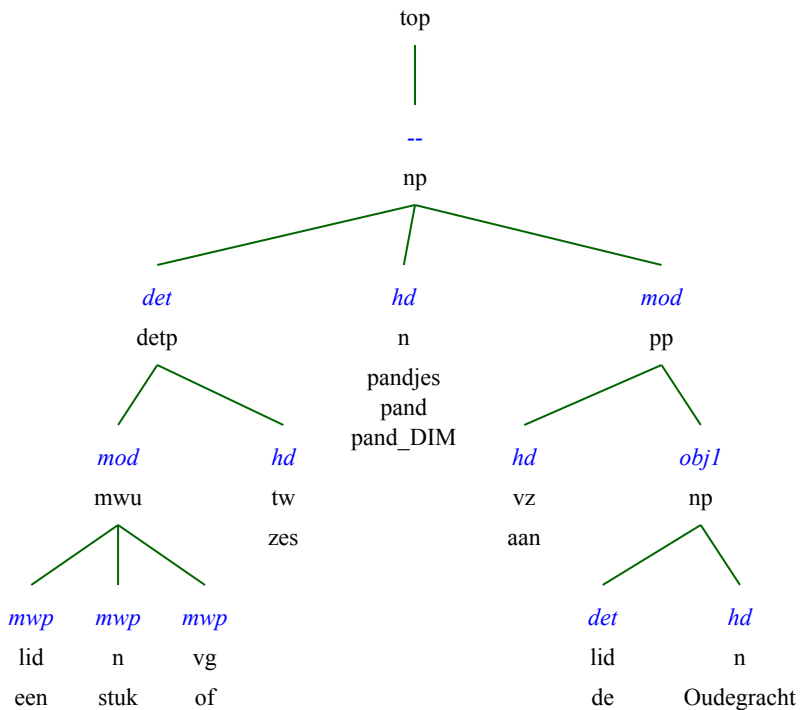 top
--
np
det hd mod
detp n pp
pandjes
pand
pand_DIM
mod hd hd obj1
mwu tw vz np
zes aan
mwp mwp mwp det hd
lid n vg lid n
een stuk of de Oudegracht